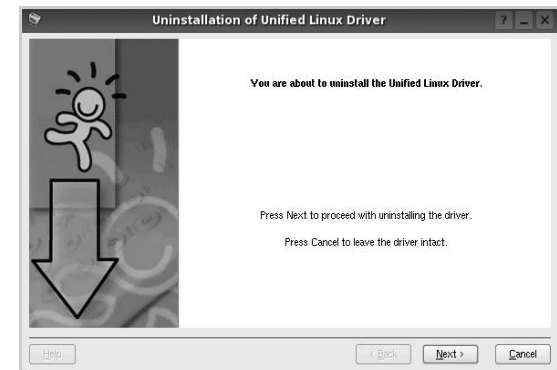 Uninstallation of Unified Linux Driver
? _ X
You are about to uninstall the Unified Linux Driver.
Press Next to proceed with uninstalling the driver.
Press Cancel to leave the driver intact.
Help
< Back
Next >
Cancel